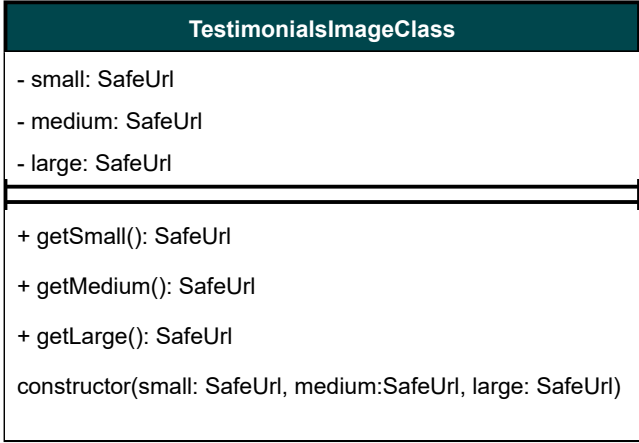 TestimonialsImageClass
- small: SafeUrl
- medium: SafeUrl
- large: SafeUrl
+ getSmall(): SafeUrl
+ getMedium(): SafeUrl
+ getLarge(): SafeUrl
constructor(small: SafeUrl, medium:SafeUrl, large: SafeUrl)